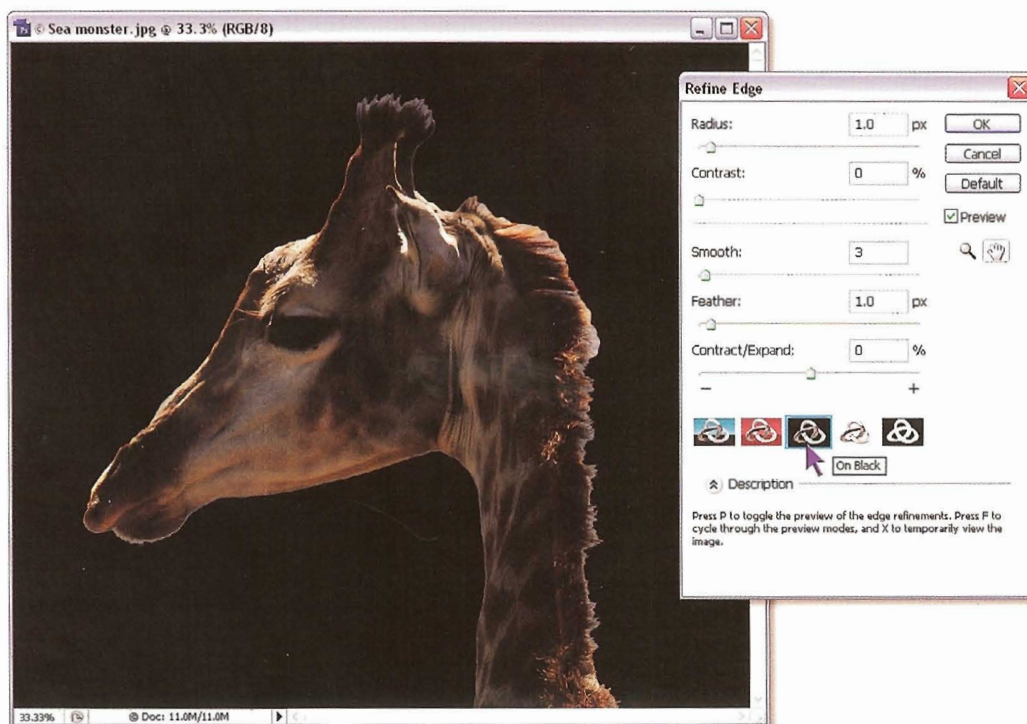 © Sea monster.jpg @ 33.3% (RGB/8)
Refine Edge
Radius: 1.0 px
OK
Cancel
Contrast: 0 %
Default
Preview
Smooth: 3
Feather: 1.0 px
Contract/Expand: 0 %
− +
On Black
Description
Press P to toggle the preview of the edge refinements. Press F to
cycle through the preview modes, and X to temporarily view the
image.
33.33% © Doc: 11.0M/11.0M